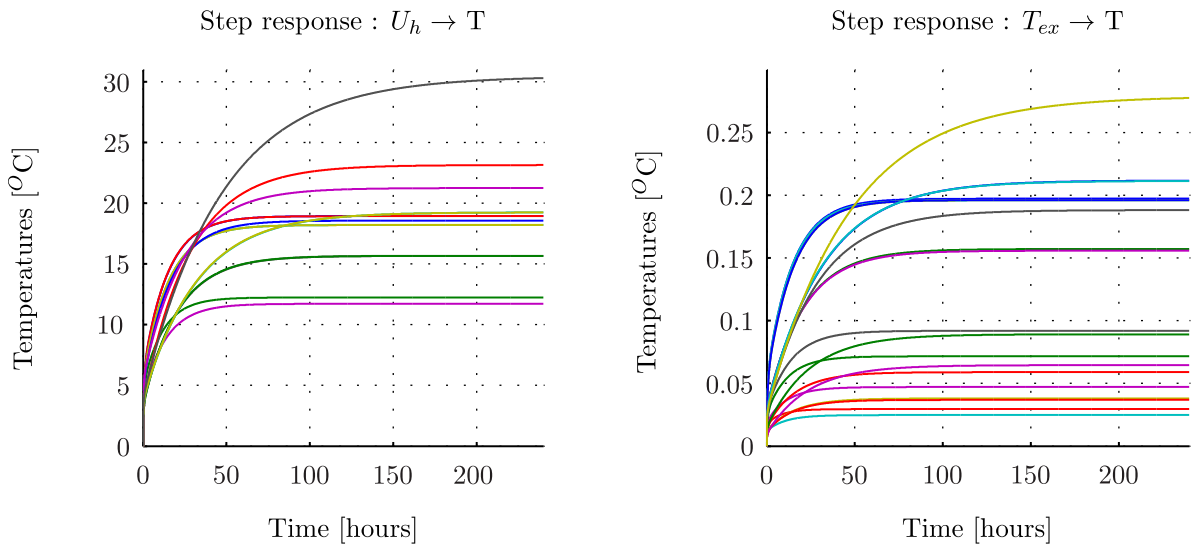 Step response : U_h → T
Temperatures [°C]
30
25
20
15
10
5
0
0 50 100 150 200
Time [hours]
Step response : T_ex → T
Temperatures [°C]
0.25
0.2
0.15
0.1
0.05
0
0 50 100 150 200
Time [hours]